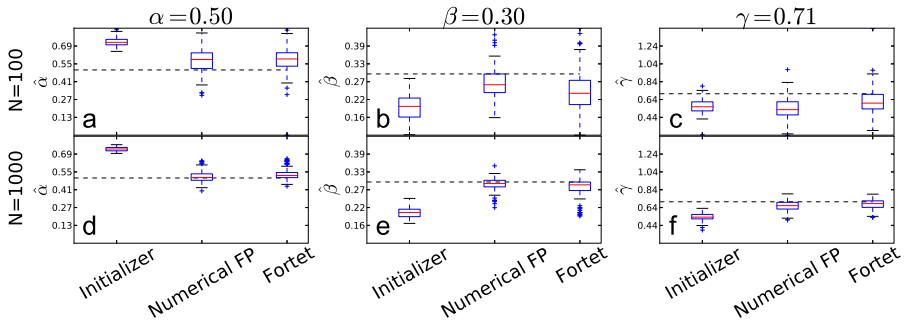 α=0.50 β=0.30 γ=0.71
N=100
α̂
0.69
0.55
0.41
0.27
0.13
a
β̂
0.39
0.33
0.27
0.22
0.16
b
γ̂
1.24
1.04
0.84
0.64
0.44
c
N=1000
α̂
0.69
0.55
0.41
0.27
0.13
d
β̂
0.39
0.33
0.27
0.22
0.16
e
γ̂
1.24
1.04
0.84
0.64
0.44
f
Initializer
Numerical FP
Fortet
Initializer
Numerical FP
Fortet
Initializer
Numerical FP
Fortet